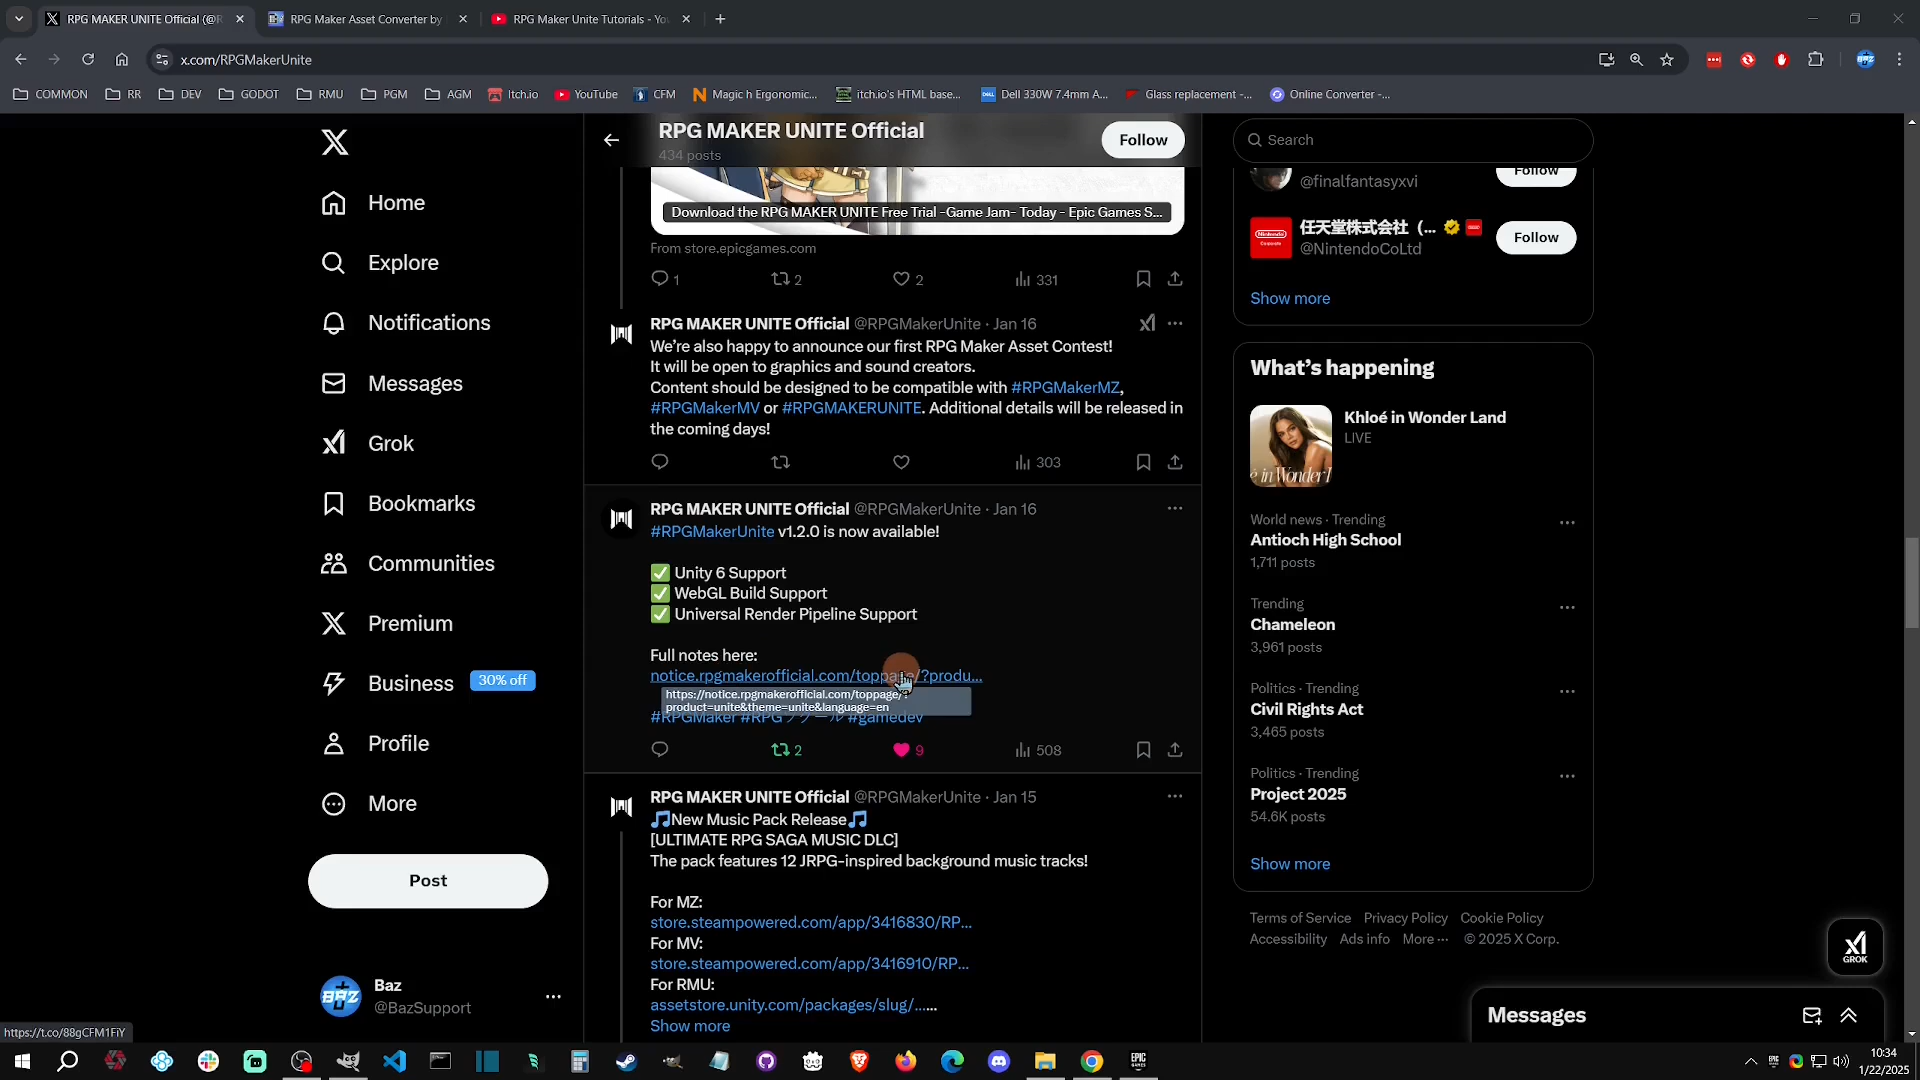 RPG MAKER UNITE Official (@R
RPG Maker Asset Converter by
RPG Maker Unite Tutorials - You
x.com/RPGMakerUnite
COMMON
RR
DEV
GODOT
RMU
PGM
AGM
Itch.io
YouTube
CFM
Magic h Ergonomic...
itch.io's HTML base...
Dell 330W 7.4mm A...
Glass replacement -...
Online Converter -...
Home
Explore
Notifications
Messages
Grok
Bookmarks
Communities
Premium
Business
30% off
Profile
More
Post
Baz
@BazSupport
https://t.co/88gCFM1FiY
RPG MAKER UNITE Official
434 posts
Follow
Download the RPG MAKER UNITE Free Trial -Game Jam- Today - Epic Games S...
From store.epicgames.com
1
2
2
331
RPG MAKER UNITE Official @RPGMakerUnite · Jan 16
We're also happy to announce our first RPG Maker Asset Contest!
It will be open to graphics and sound creators.
Content should be designed to be compatible with #RPGMakerMZ,
#RPGMakerMV or #RPGMAKERUNITE. Additional details will be released in
the coming days!
303
RPG MAKER UNITE Official @RPGMakerUnite · Jan 16
#RPGMakerUnite v1.2.0 is now available!
✅ Unity 6 Support
✅ WebGL Build Support
✅ Universal Render Pipeline Support
Full notes here:
notice.rpgmakerofficial.com/toppage/?produ...
https://notice.rpgmakerofficial.com/toppage/?
product=unite&theme=unite&language=en
#RPGMaker #RPGツクール #gamedev
2
9
508
RPG MAKER UNITE Official @RPGMakerUnite · Jan 15
🎵New Music Pack Release🎵
[ULTIMATE RPG SAGA MUSIC DLC]
The pack features 12 JRPG-inspired background music tracks!
For MZ:
store.steampowered.com/app/3416830/RP...
For MV:
store.steampowered.com/app/3416910/RP...
For RMU:
assetstore.unity.com/packages/slug/......
Show more
Search
@finalfantasyxvi
Follow
Nintendo
任天堂株式会社 (...
@NintendoCoLtd
Follow
Show more
What's happening
Khloé in Wonder Land
LIVE
e in Wonder
World news · Trending
Antioch High School
1,711 posts
Trending
Chameleon
3,961 posts
Politics · Trending
Civil Rights Act
3,465 posts
Politics · Trending
Project 2025
54.6K posts
Show more
Terms of Service Privacy Policy Cookie Policy
Accessibility Ads info More ··· © 2025 X Corp.
GROK
Messages
EPIC
GAMES
10:34
1/22/2025